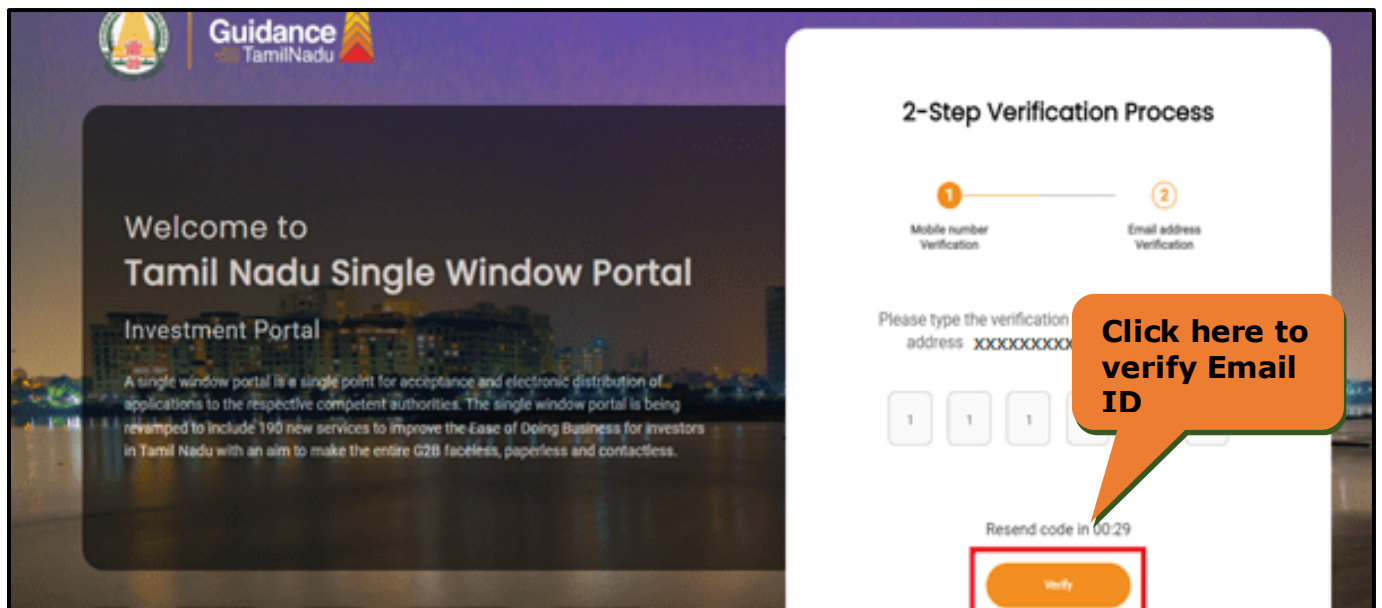 Guidance
TamilNadu
Welcome to
Tamil Nadu Single Window Portal
Investment Portal
A single window portal is a single point for acceptance and electronic distribution of
applications to the respective competent authorities. The single window portal is being
revamped to include 190 new services to improve the Ease of Doing Business for investors
in Tamil Nadu with an aim to make the entire G2B faceless, paperless and contactless.
2-Step Verification Process
1
2
Mobile number
Verification
Email address
Verification
Please type the verification
address xxxxxxxxx
Click here to
verify Email
ID
1 1 1
Resend code in 00:29
Verify